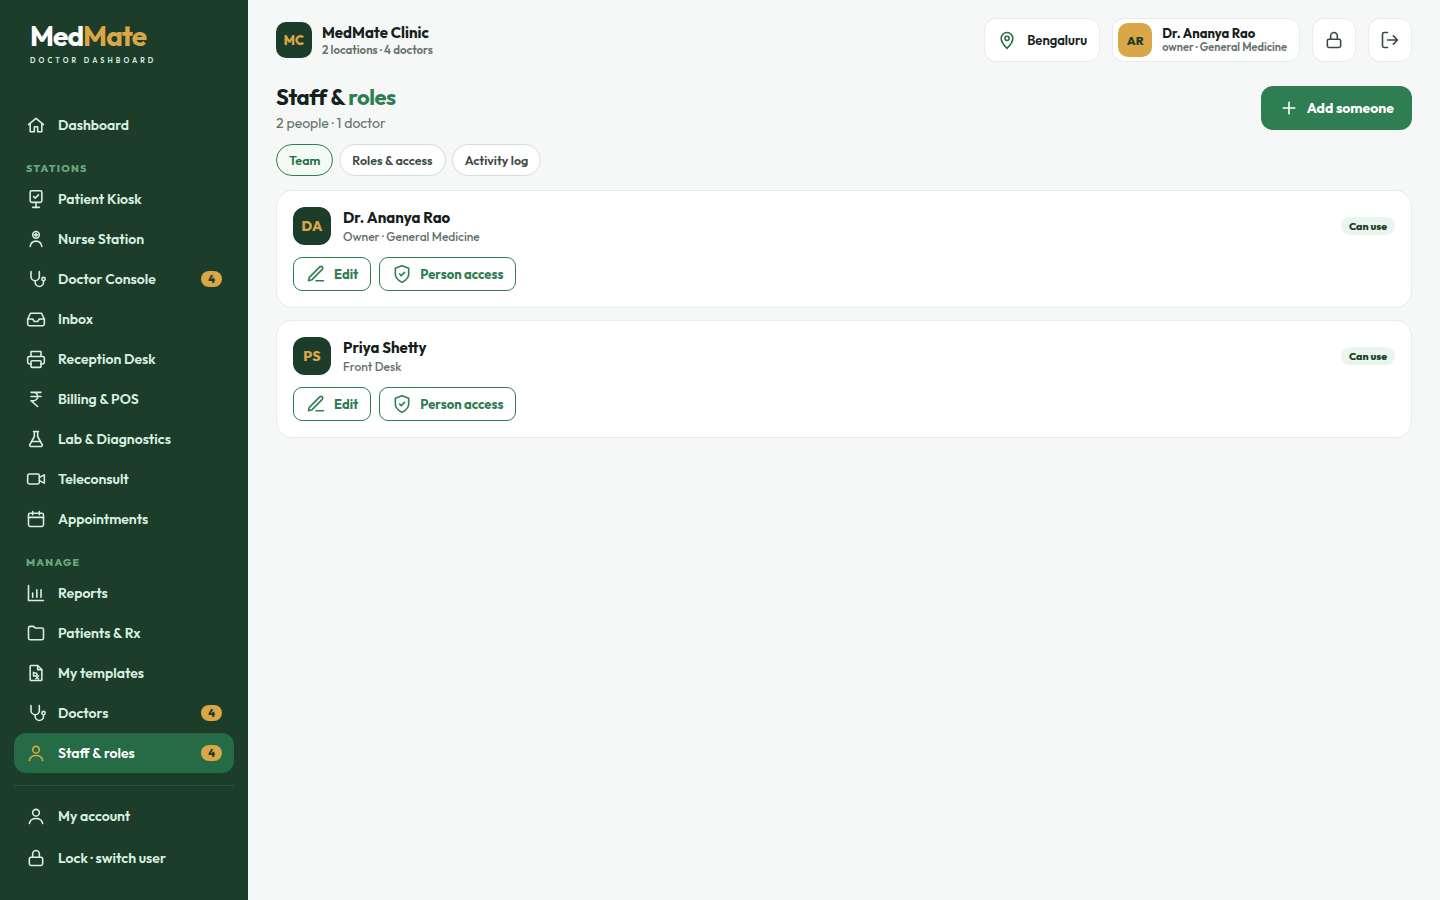 MedMate
DOCTOR DASHBOARD
Dashboard
STATIONS
Patient Kiosk
Nurse Station
Doctor Console 4
Inbox
Reception Desk
Billing & POS
Lab & Diagnostics
Teleconsult
Appointments
MANAGE
Reports
Patients & Rx
My templates
Doctors 4
Staff & roles 4
My account
Lock · switch user
MC
MedMate Clinic
2 locations · 4 doctors
Bengaluru
AR
Dr. Ananya Rao
owner · General Medicine
Staff & roles
2 people · 1 doctor
Add someone
Team
Roles & access
Activity log
DA
Dr. Ananya Rao
Owner · General Medicine
Can use
Edit
Person access
PS
Priya Shetty
Front Desk
Can use
Edit
Person access